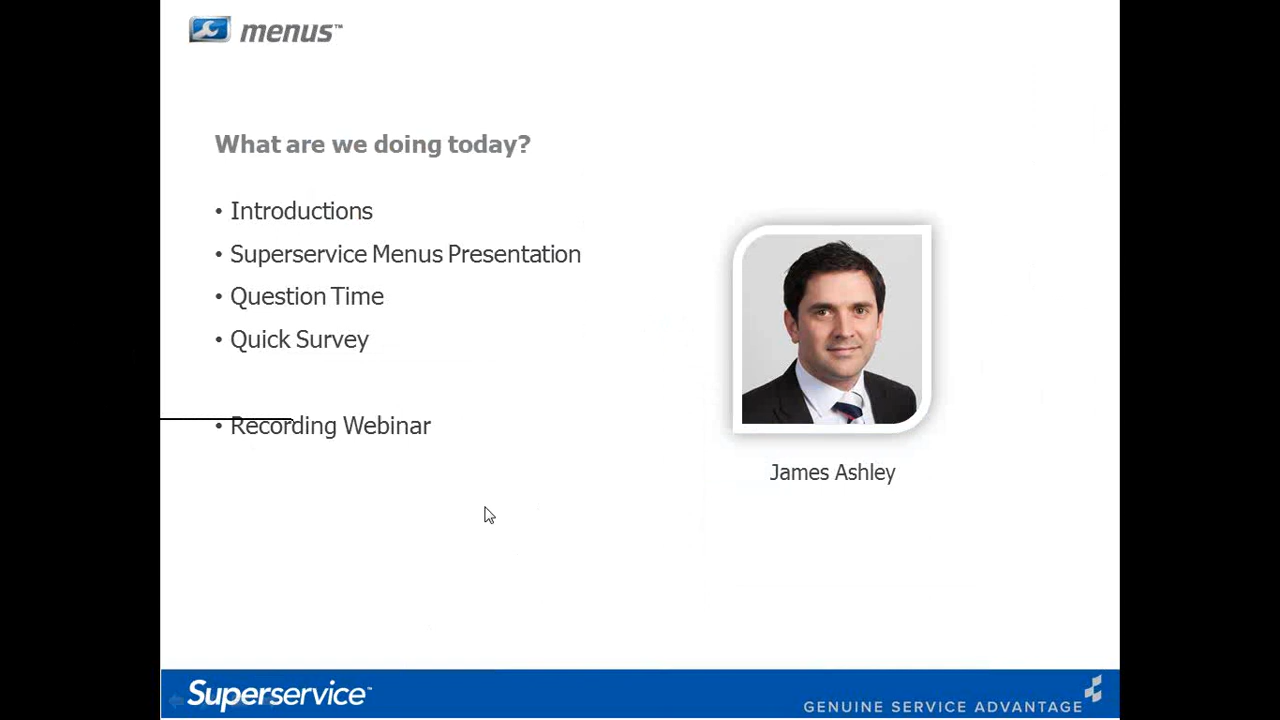 menus™
What are we doing today?
• Introductions
• Superservice Menus Presentation
• Question Time
• Quick Survey
• Recording Webinar
James Ashley
Superservice™
GENUINE SERVICE ADVANTAGE